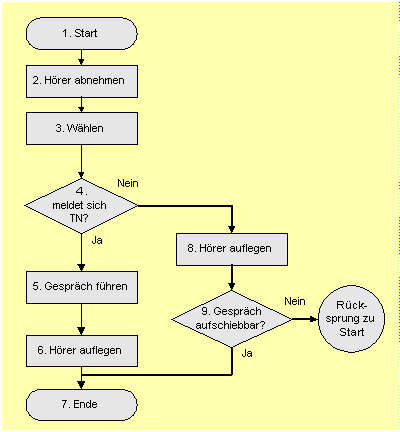 1. Start
2. Hörer abnehmen
3. Wählen
4.
meldet sich
TN?
Nein
Ja
5. Gespräch führen
6. Hörer auflegen
7. Ende
8. Hörer auflegen
9. Gespräch
aufschiebbar?
Nein
Ja
Rück-
sprung zu
Start